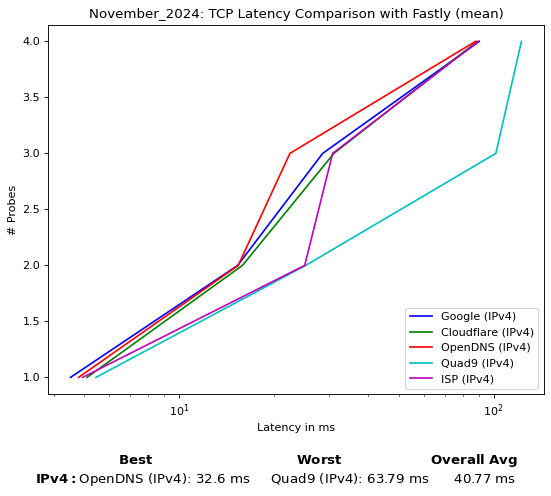 November_2024: TCP Latency Comparison with Fastly (mean)
4.0
3.5
3.0
2.5
2.0
1.5
1.0
# Probes
10¹
10²
Latency in ms
Google (IPv4)
Cloudflare (IPv4)
OpenDNS (IPv4)
Quad9 (IPv4)
ISP (IPv4)
Best Worst Overall Avg
IPv4: OpenDNS (IPv4): 32.6 ms Quad9 (IPv4): 63.79 ms 40.77 ms